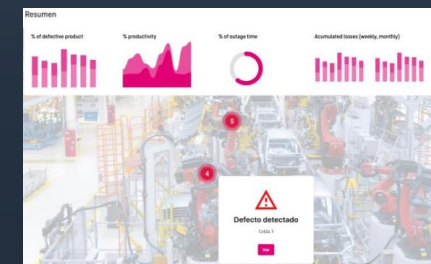 Resumen
% of defective product
% productivity
% of outage time
Acumulated losses (weekly, monthly)
5
4
Defecto detectado